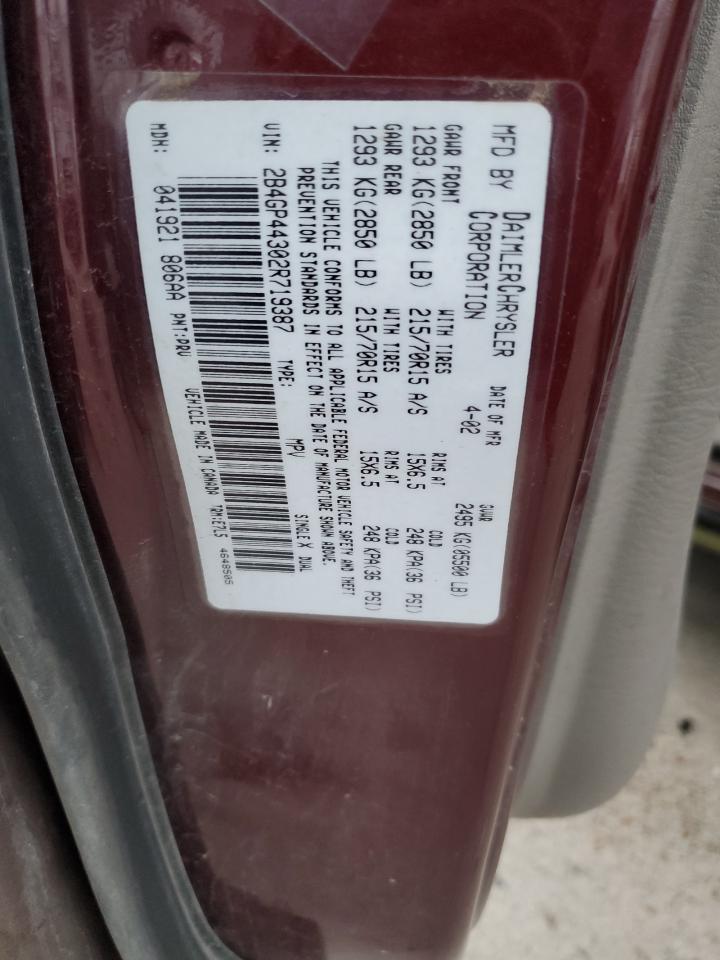 MFD BY DAIMLERCHRYSLER CORPORATION DATE OF MFR 4-02 GVWR 2495 KG(05500 LB)
GAWR FRONT WITH TIRES RIMS AT COLD
1293 KG(2850 LB) 215/70R15 A/S 15X6.5 248 KPA(36 PSI)
GAWR REAR WITH TIRES RIMS AT COLD
1293 KG(2850 LB) 215/70R15 A/S 15X6.5 248 KPA(36 PSI)
THIS VEHICLE CONFORMS TO ALL APPLICABLE FEDERAL MOTOR VEHICLE SAFETY AND THEFT
PREVENTION STANDARDS IN EFFECT ON THE DATE OF MANUFACTURE SHOWN ABOVE.
VIN: 2B4GP44302R719387 TYPE: MPV SINGLE X DUAL
MDH: 041921 806AA PNT:PRV VEHICLE MADE IN CANADA 4648505